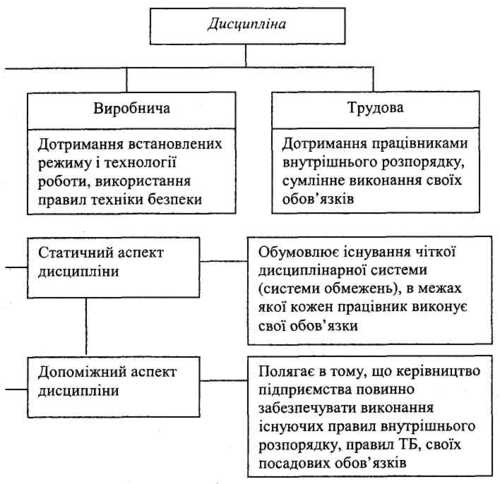 Дисципліна
Виробнича
Дотримання встановлених
режиму і технології
роботи, використання
правил техніки безпеки
Трудова
Дотримання працівниками
внутрішнього розпорядку,
сумлінне виконання своїх
обов’язків
Статичний аспект
дисципліни
Обумовлює існування чіткої
дисциплінарної системи
(системи обмежень), в межах
якої кожен працівник виконує
свої обов’язки
Допоміжний аспект
дисципліни
Полягає в тому, що керівництво
підприємства повинно
забезпечувати виконання
існуючих правил внутрішнього
розпорядку, правил ТБ, своїх
посадових обов’язків